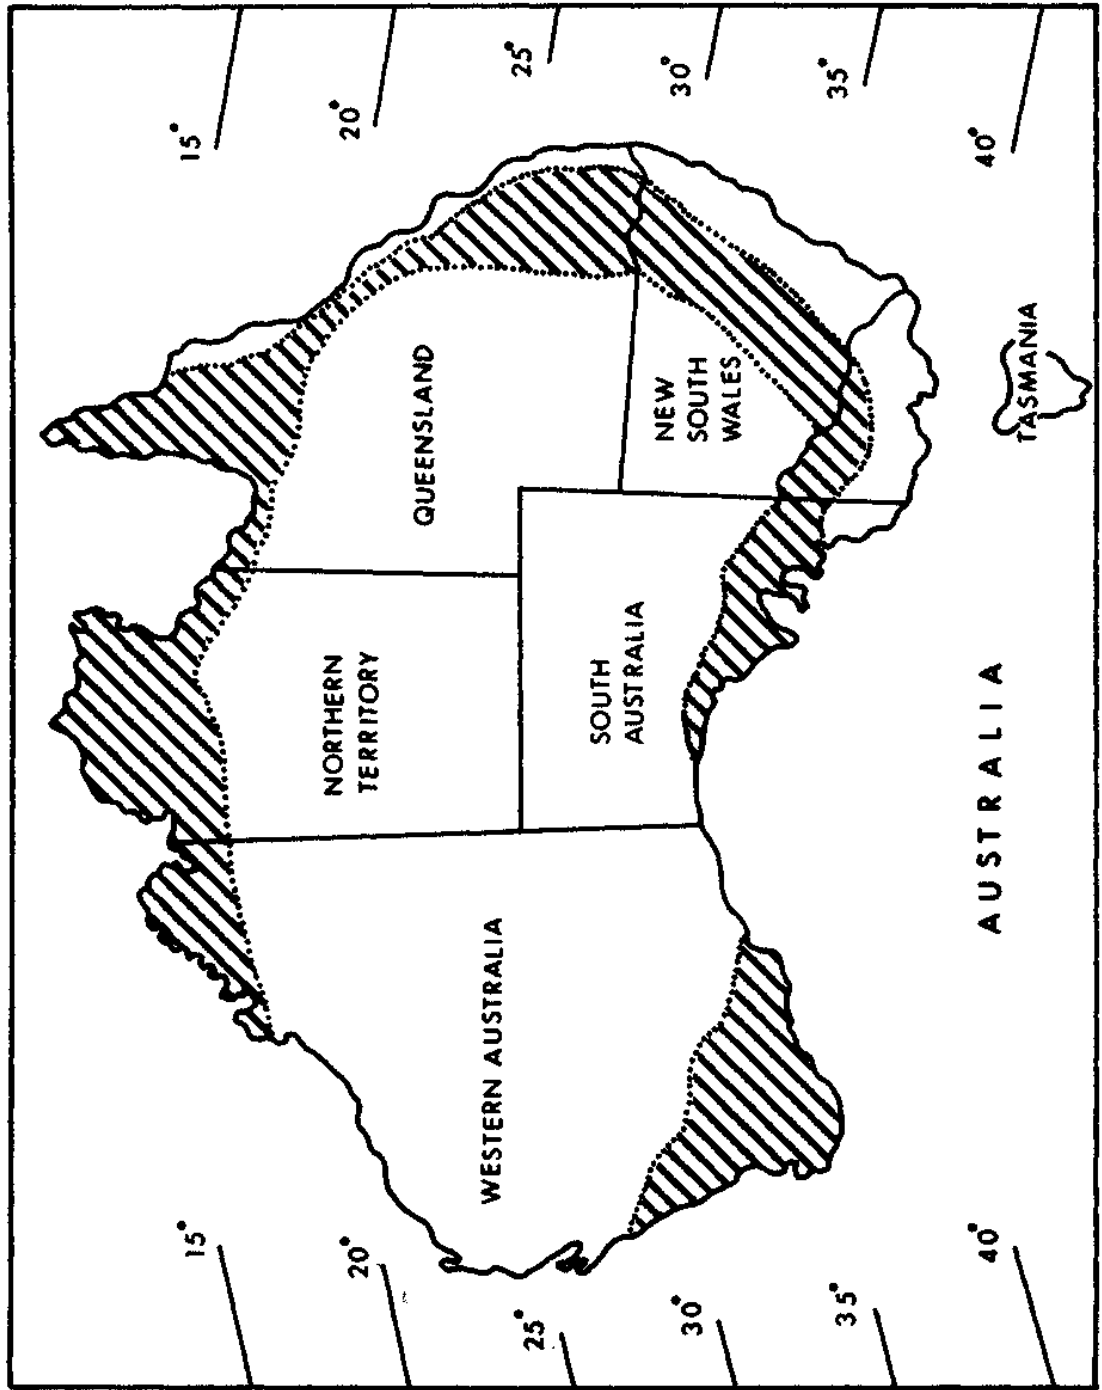 15°
20°
25°
30°
35°
40°
WESTERN AUSTRALIA
NORTHERN
TERRITORY
QUEENSLAND
SOUTH
AUSTRALIA
NEW
SOUTH
WALES
TASMANIA
AUSTRALIA
15°
20°
25°
30°
35°
40°